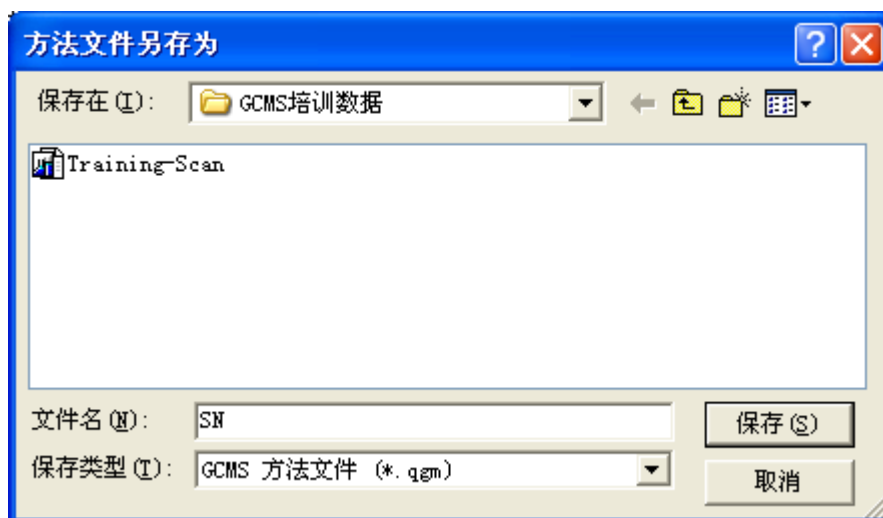 方法文件另存为
保存在(I): GCMS培训数据
Training-Scan
文件名(N): SN 保存(S)
保存类型(T): GCMS 方法文件 (*.qgm) 取消